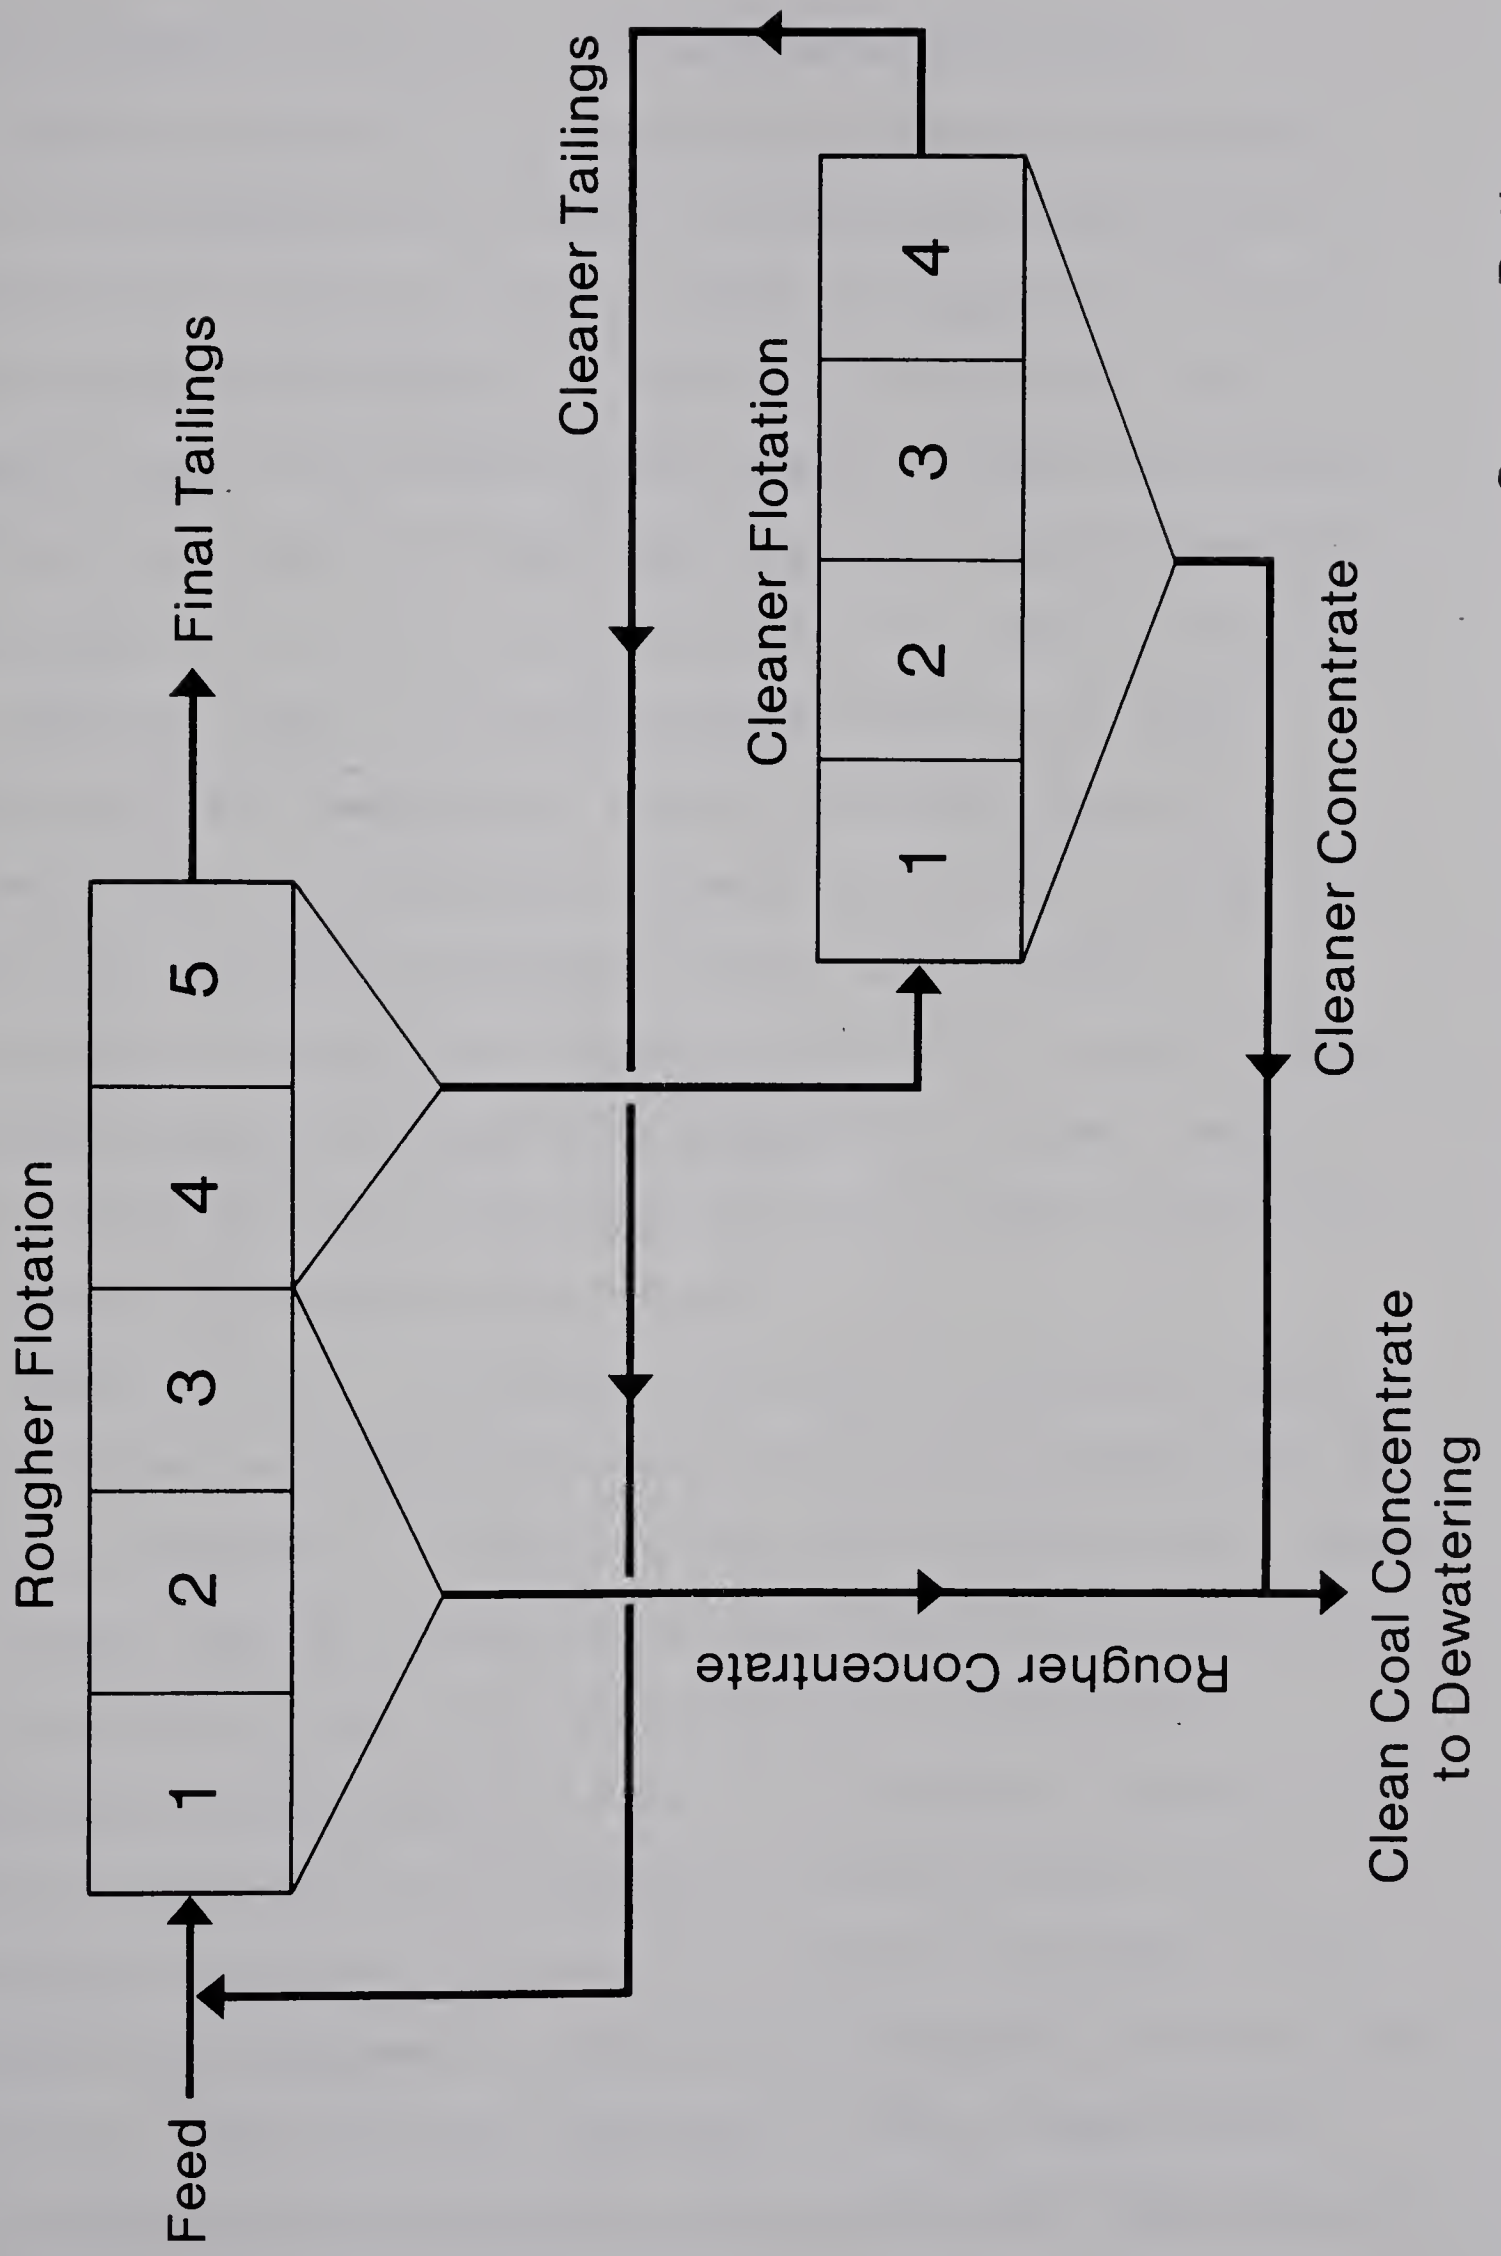 Rougher Flotation
Feed
1
2
3
4
5
Final Tailings
Cleaner Tailings
Cleaner Flotation
1
2
3
4
Rougher Concentrate
Cleaner Concentrate
Clean Coal Concentrate
to Dewatering